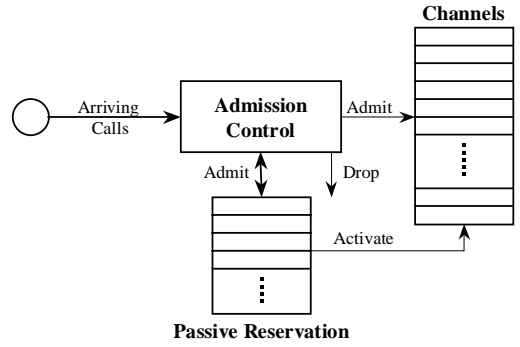 Channels
Arriving
Calls
Admission
Control
Admit
Admit
Drop
Activate
Passive Reservation